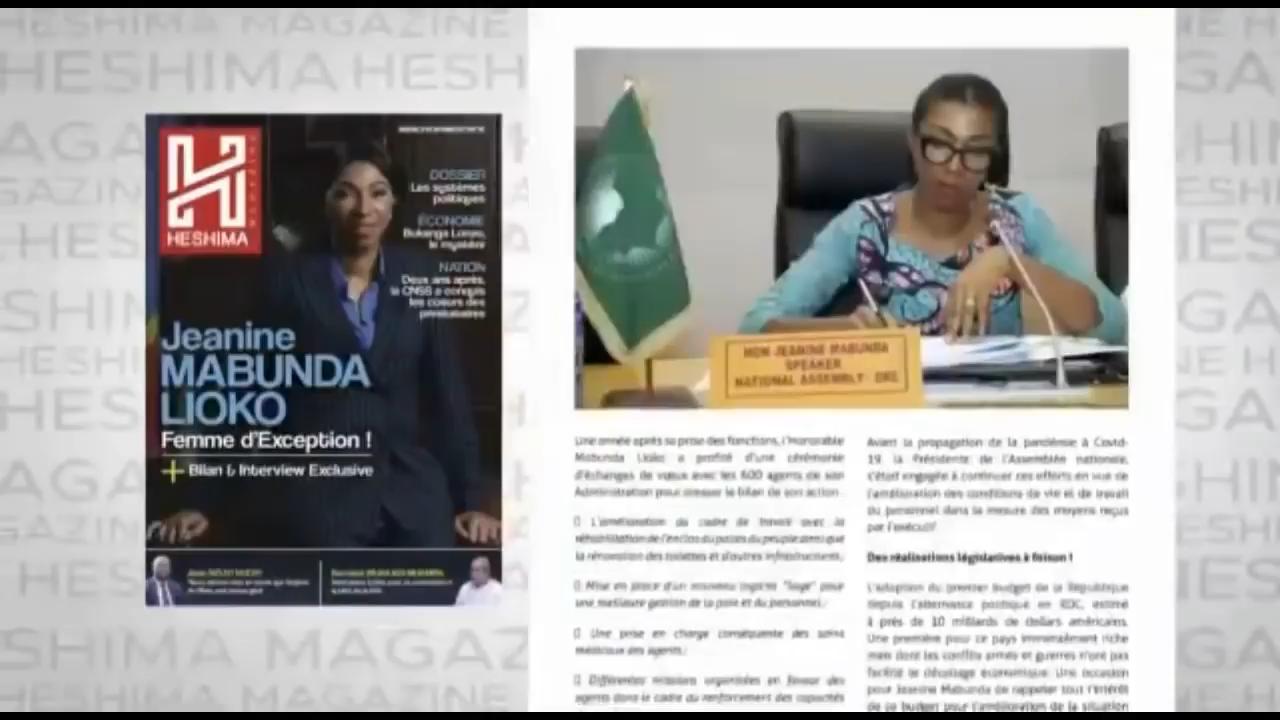 HESHIMA MAGAZINE
HESHIMA
DOSSIER
Les systèmes
politiques
ÉCONOMIE
Bukanga Lonzo,
le mystère
NATION
Deux ans après,
la CNSS a conquis
les coeurs des
prestataires
Jeanine
MABUNDA
LIOKO
Femme d'Exception !
+ Bilan & Interview Exclusive
HON JEANINE MABUNDA
SPEAKER
NATIONAL ASSEMBLY - DRC
Une année après sa prise des fonctions, l'Honorable
Mabunda Lioko a profité d'une cérémonie
d'échanges de vœux avec les 600 agents de son
Administration pour dresser le bilan de son action :
L'amélioration du cadre de travail avec la
réhabilitation de l'enclos du palais du peuple ainsi que
la rénovation des toilettes et d'autres infrastructures;
Mise en place d'un nouveau logiciel "Sage" pour
une meilleure gestion de la paie et du personnel;
Une prise en charge conséquente des soins
médicaux des agents;
Différentes missions organisées en faveur des
agents dans le cadre du renforcement des capacités
Avant la propagation de la pandémie à Covid-
19, la Présidente de l'Assemblée nationale,
s'était engagée à continuer ces efforts en vue de
l'amélioration des conditions de vie et de travail
du personnel dans la mesure des moyens reçus
par l'exécutif
Des réalisations législatives à foison !
L'adoption du premier budget de la République
depuis l'alternance politique en RDC, estimé
à près de 10 milliards de dollars américains.
Une première pour ce pays immensément riche
mais dont les conflits armés et guerres n'ont pas
facilité le décollage économique. Une occasion
pour Jeanine Mabunda de rappeler tout l'intérêt
de ce budget pour l'amélioration de la situation